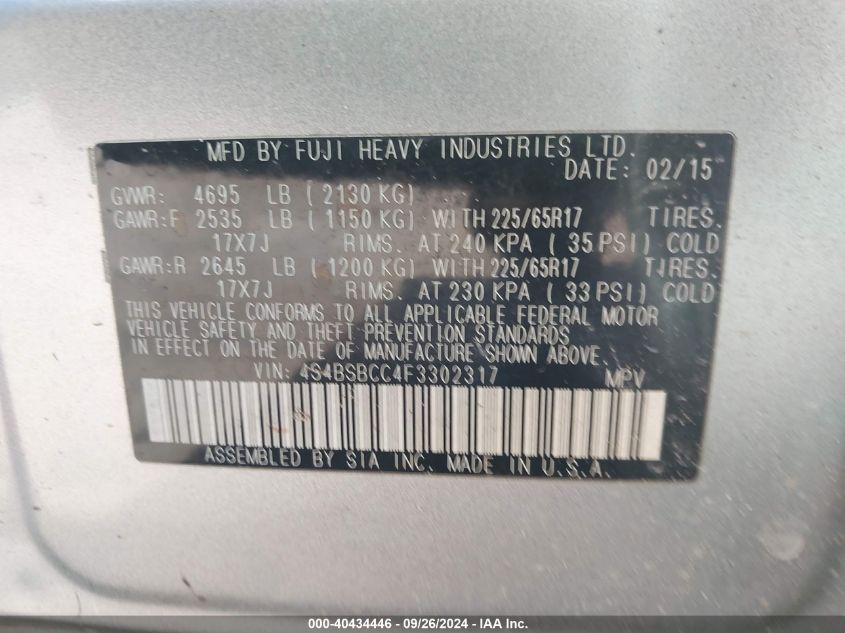 MFD BY FUJI HEAVY INDUSTRIES LTD.
DATE: 02/15
GVWR: 4695 LB ( 2130 KG)
GAWR:F 2535 LB ( 1150 KG) WITH 225/65R17 TIRES.
17X7J RIMS. AT 240 KPA ( 35 PSI) COLD
GAWR:R 2645 LB ( 1200 KG) WITH 225/65R17 TIRES.
17X7J RIMS. AT 230 KPA ( 33 PSI) COLD
THIS VEHICLE CONFORMS TO ALL APPLICABLE FEDERAL MOTOR
VEHICLE SAFETY AND THEFT PREVENTION STANDARDS
IN EFFECT ON THE DATE OF MANUFACTURE SHOWN ABOVE.
VIN: 4S4BSBCC4F3302317 MPV
ASSEMBLED BY SIA INC. MADE IN U.S.A.
000-40434446 - 09/26/2024 - IAA Inc.